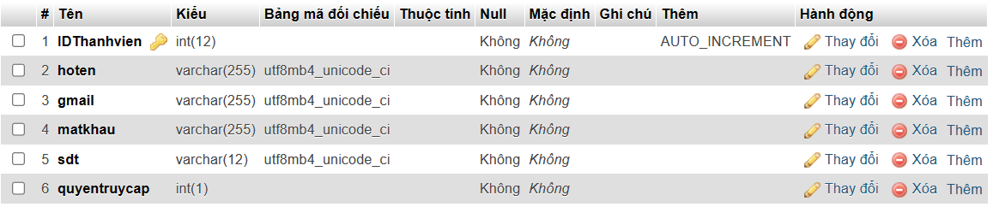 # Tên Kiểu Bảng mã đối chiếu Thuộc tính Null Mặc định Ghi chú Thêm Hành động
1 IDThanhvien int(12) Không Không AUTO_INCREMENT Thay đổi Xóa Thêm
2 hoten varchar(255) utf8mb4_unicode_ci Không Không Thay đổi Xóa Thêm
3 gmail varchar(255) utf8mb4_unicode_ci Không Không Thay đổi Xóa Thêm
4 matkhau varchar(255) utf8mb4_unicode_ci Không Không Thay đổi Xóa Thêm
5 sdt varchar(12) utf8mb4_unicode_ci Không Không Thay đổi Xóa Thêm
6 quyentruycap int(1) Không Không Thay đổi Xóa Thêm